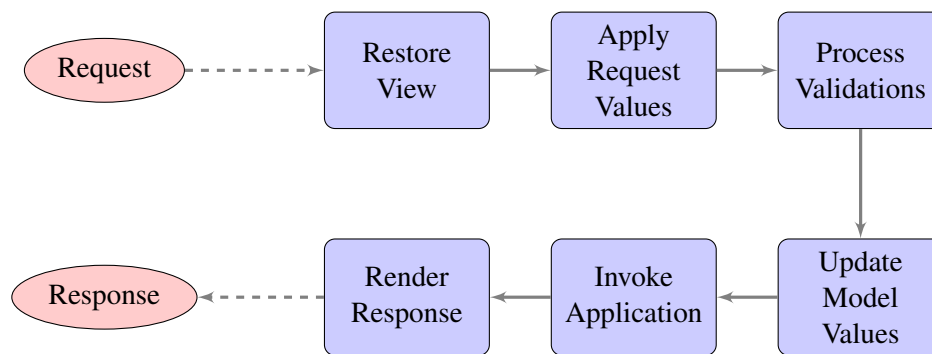 Request
Restore
View
Apply
Request
Values
Process
Validations
Response
Render
Response
Invoke
Application
Update
Model
Values